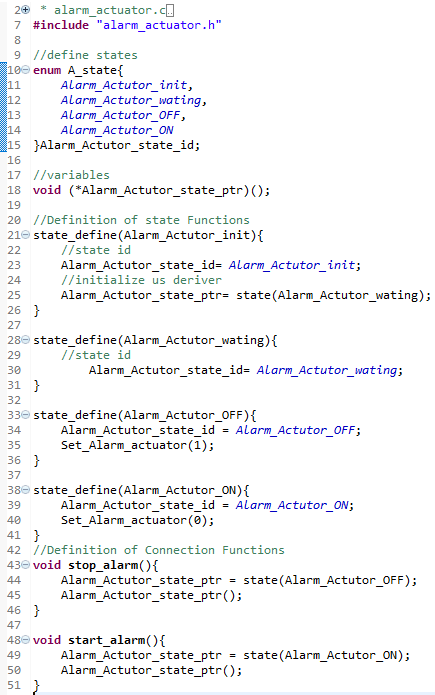 2 * alarm_actuator.c
7 #include "alarm_actuator.h"
8
9 //define states
10 enum A_state{
11     Alarm_Actutor_init,
12     Alarm_Actutor_wating,
13     Alarm_Actutor_OFF,
14     Alarm_Actutor_ON
15 }Alarm_Actutor_state_id;
16
17 //variables
18 void (*Alarm_Actutor_state_ptr)();
19
20 //Definition of state Functions
21 state_define(Alarm_Actutor_init){
22     //state id
23     Alarm_Actutor_state_id= Alarm_Actutor_init;
24     //initialize us deriver
25     Alarm_Actutor_state_ptr= state(Alarm_Actutor_wating);
26 }
27
28 state_define(Alarm_Actutor_wating){
29     //state id
30         Alarm_Actutor_state_id= Alarm_Actutor_wating;
31 }
32
33 state_define(Alarm_Actutor_OFF){
34     Alarm_Actutor_state_id = Alarm_Actutor_OFF;
35     Set_Alarm_actuator(1);
36 }
37
38 state_define(Alarm_Actutor_ON){
39     Alarm_Actutor_state_id = Alarm_Actutor_ON;
40     Set_Alarm_actuator(0);
41 }
42 //Definition of Connection Functions
43 void stop_alarm(){
44     Alarm_Actutor_state_ptr = state(Alarm_Actutor_OFF);
45     Alarm_Actutor_state_ptr();
46 }
47
48 void start_alarm(){
49     Alarm_Actutor_state_ptr = state(Alarm_Actutor_ON);
50     Alarm_Actutor_state_ptr();
51 }